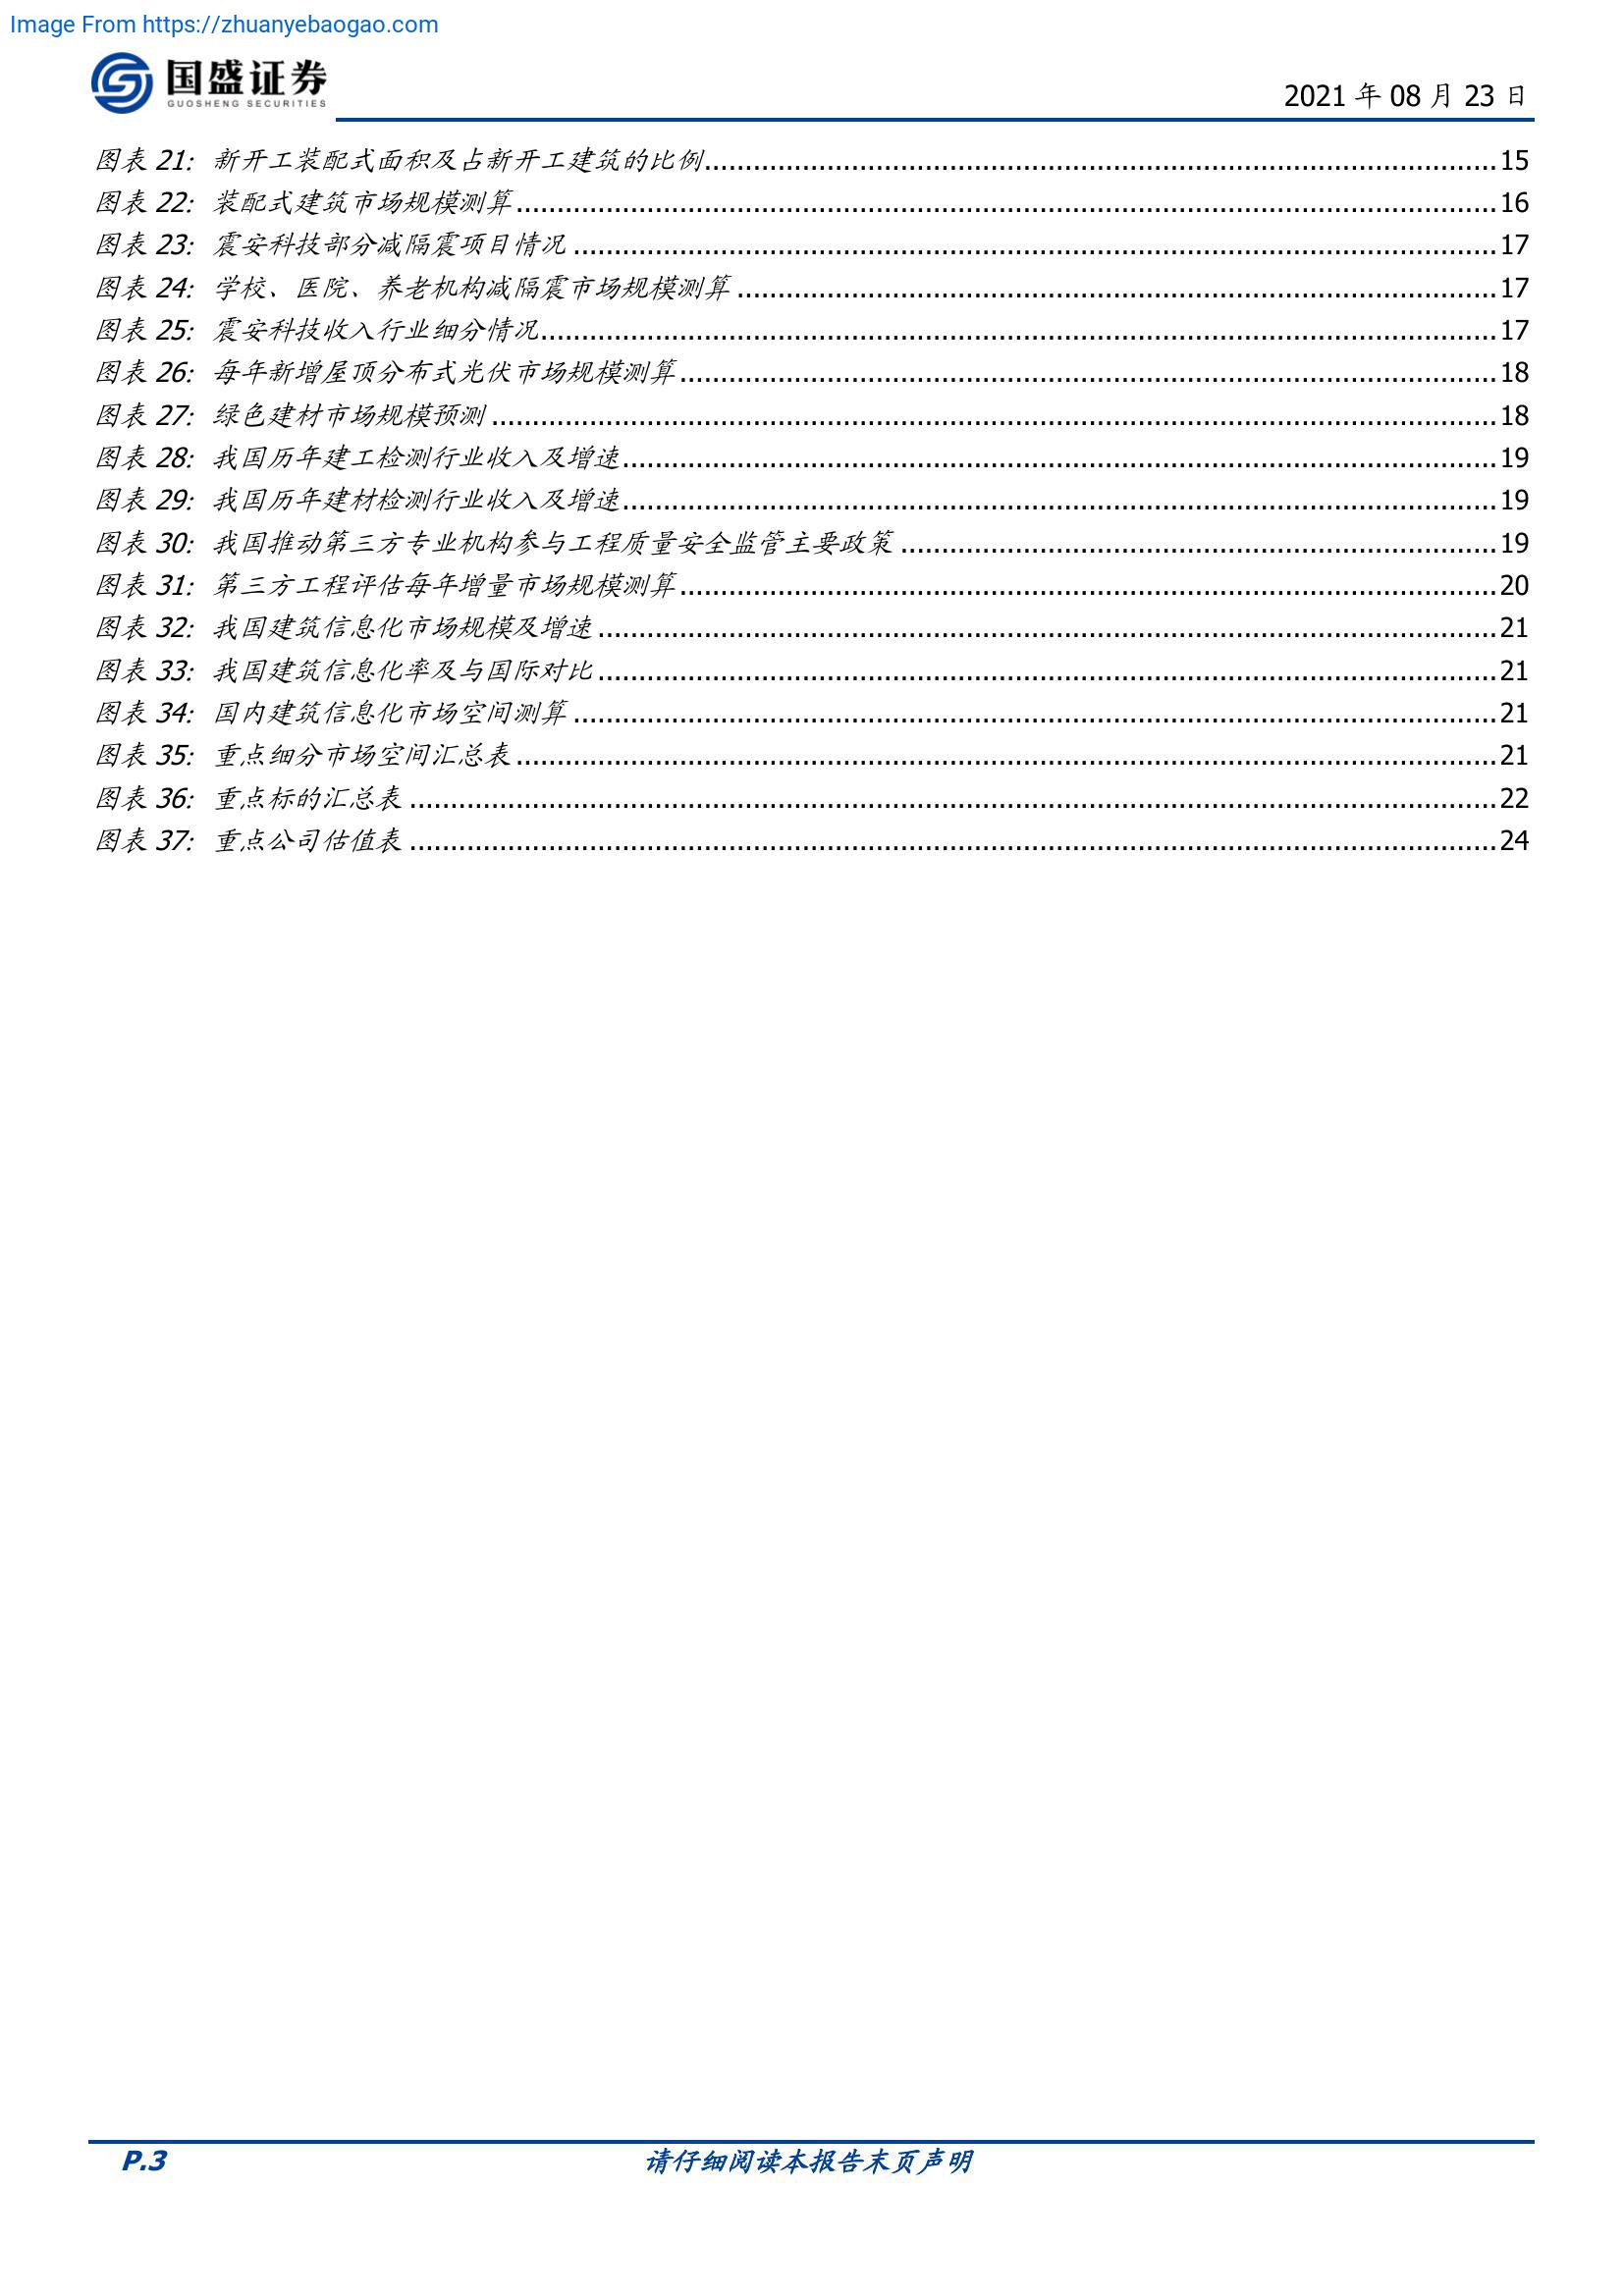 Image From https://zhuanyebaogao.com
国盛证券
GUOSHENG SECURITIES
2021 年 08 月 23 日
图表 21: 新开工装配式面积及占新开工建筑的比例 15
图表 22: 装配式建筑市场规模测算 16
图表 23: 震安科技部分减隔震项目情况 17
图表 24: 学校、医院、养老机构减隔震市场规模测算 17
图表 25: 震安科技收入行业细分情况 17
图表 26: 每年新增屋顶分布式光伏市场规模测算 18
图表 27: 绿色建材市场规模预测 18
图表 28: 我国历年建工检测行业收入及增速 19
图表 29: 我国历年建材检测行业收入及增速 19
图表 30: 我国推动第三方专业机构参与工程质量安全监管主要政策 19
图表 31: 第三方工程评估每年增量市场规模测算 20
图表 32: 我国建筑信息化市场规模及增速 21
图表 33: 我国建筑信息化率及与国际对比 21
图表 34: 国内建筑信息化市场空间测算 21
图表 35: 重点细分市场空间汇总表 21
图表 36: 重点标的汇总表 22
图表 37: 重点公司估值表 24
P.3 请仔细阅读本报告末页声明